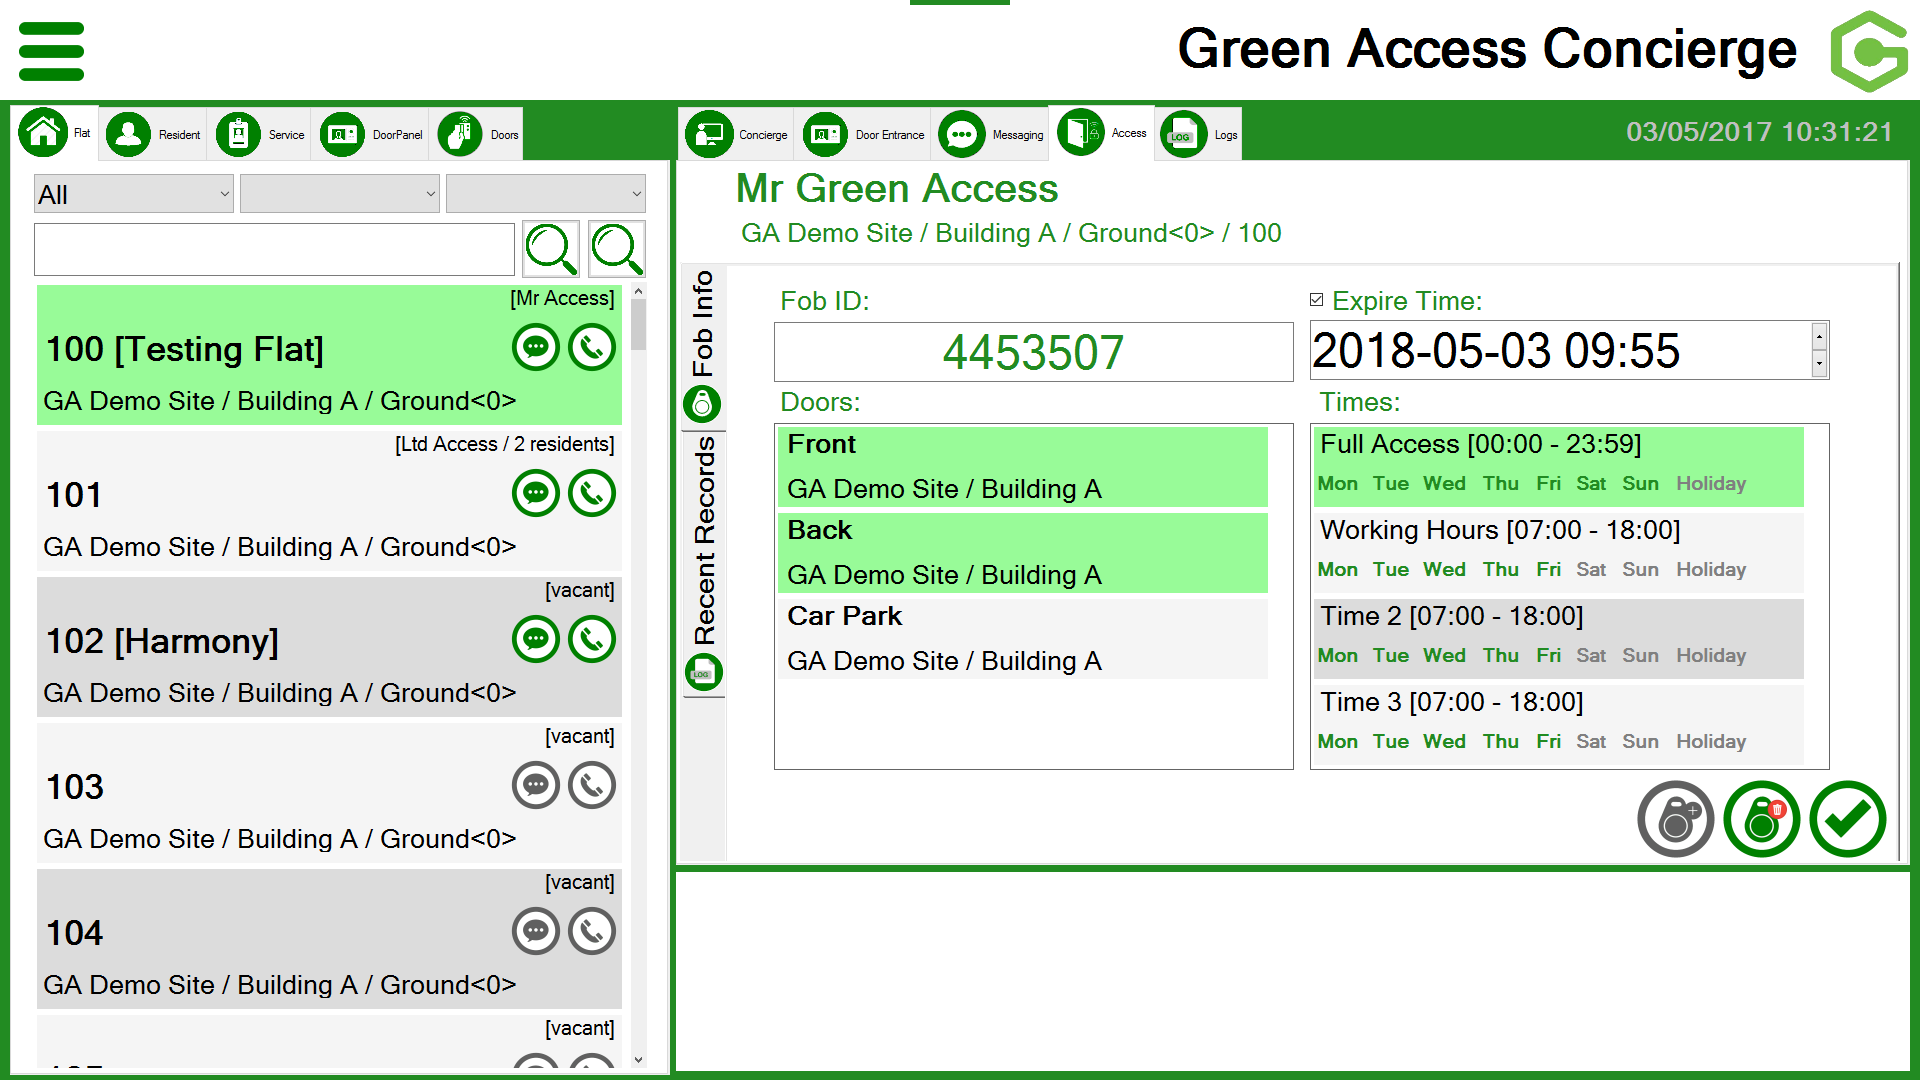 Green Access Concierge
Flat
Resident
Service
DoorPanel
Doors
Concierge
Door Entrance
Messaging
Access
LOG
Logs
03/05/2017 10:31:21
All
[Mr Access]
100 [Testing Flat]
GA Demo Site / Building A / Ground<0>
[Ltd Access / 2 residents]
101
GA Demo Site / Building A / Ground<0>
[vacant]
102 [Harmony]
GA Demo Site / Building A / Ground<0>
[vacant]
103
GA Demo Site / Building A / Ground<0>
[vacant]
104
GA Demo Site / Building A / Ground<0>
[vacant]
Mr Green Access
GA Demo Site / Building A / Ground<0> / 100
Fob Info
Recent Records
LOG
Fob ID:
4453507
Expire Time:
2018-05-03 09:55
Doors:
Front
GA Demo Site / Building A
Back
GA Demo Site / Building A
Car Park
GA Demo Site / Building A
Times:
Full Access [00:00 - 23:59]
Mon Tue Wed Thu Fri Sat Sun Holiday
Working Hours [07:00 - 18:00]
Mon Tue Wed Thu Fri Sat Sun Holiday
Time 2 [07:00 - 18:00]
Mon Tue Wed Thu Fri Sat Sun Holiday
Time 3 [07:00 - 18:00]
Mon Tue Wed Thu Fri Sat Sun Holiday